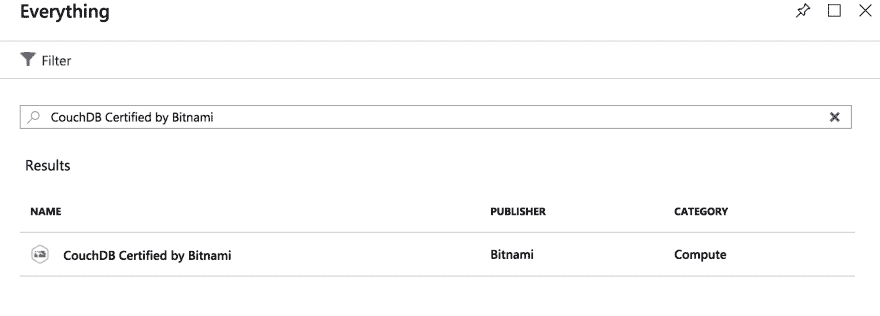 Everything
Filter
CouchDB Certified by Bitnami
Results
NAME PUBLISHER CATEGORY
CouchDB Certified by Bitnami Bitnami Compute